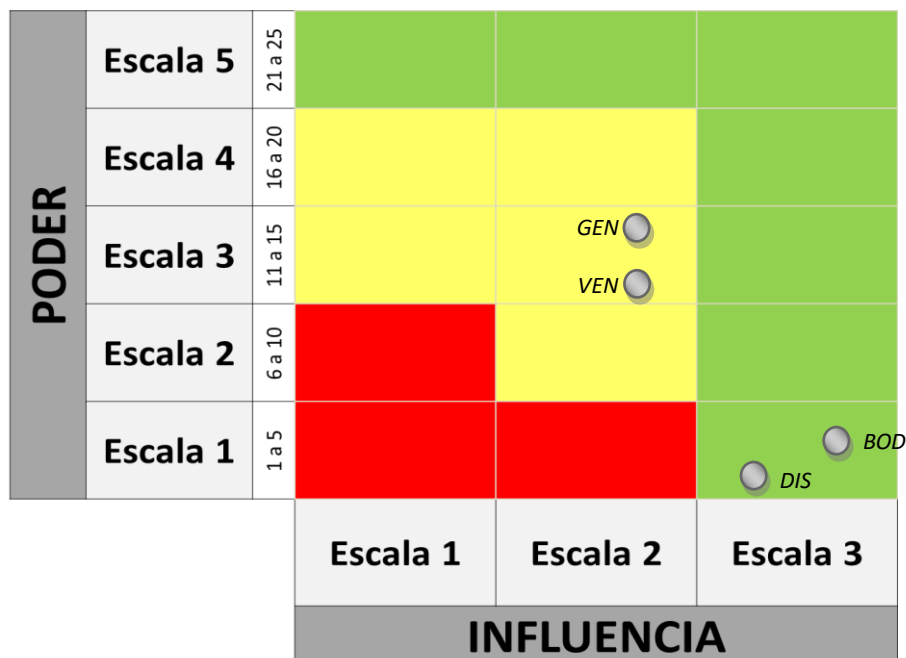 PODER
Escala 5
21 a 25
Escala 4
16 a 20
Escala 3
11 a 15
GEN
VEN
Escala 2
6 a 10
Escala 1
1 a 5
BOD
DIS
Escala 1
Escala 2
Escala 3
INFLUENCIA